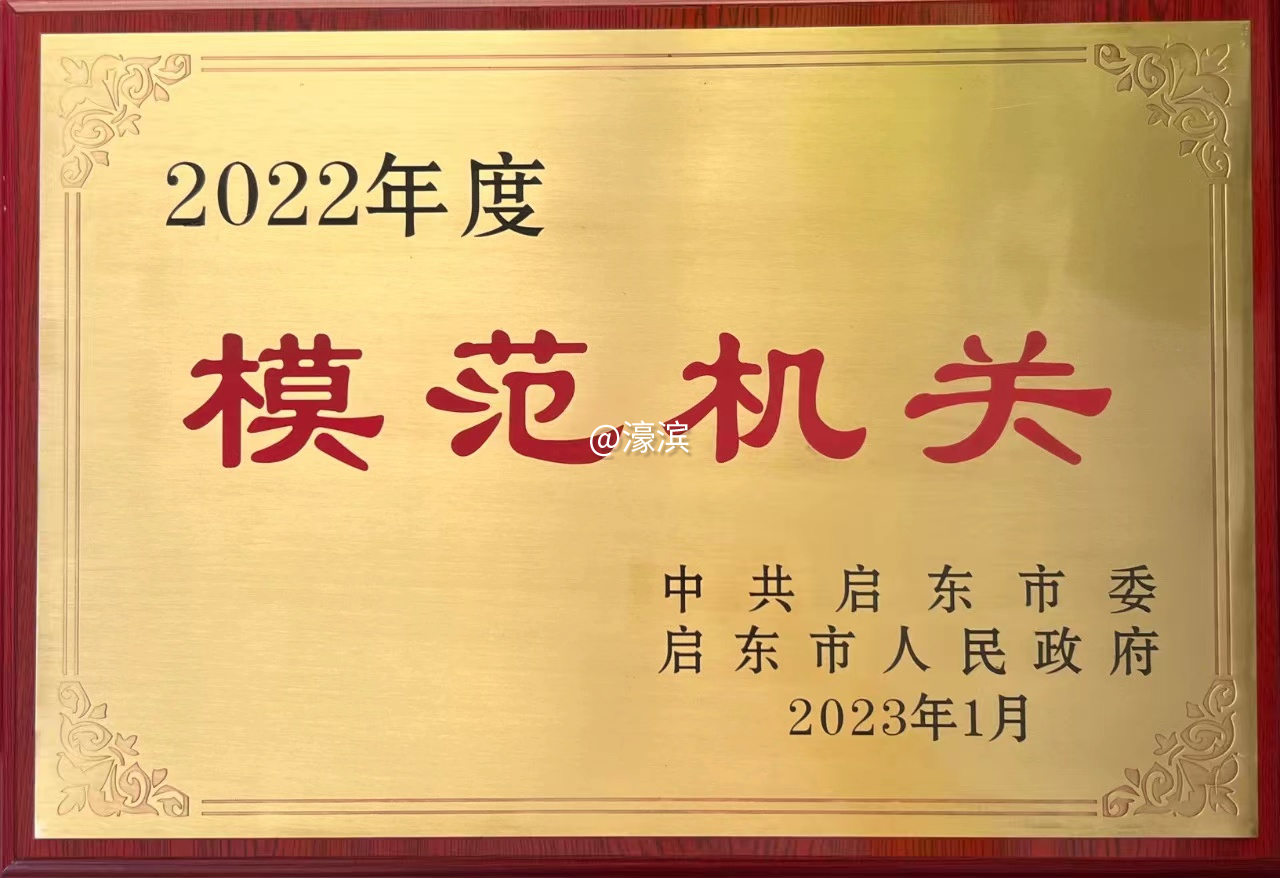 2022年度
模范机关
@濠滨
中共启东市委
启东市人民政府
2023年1月